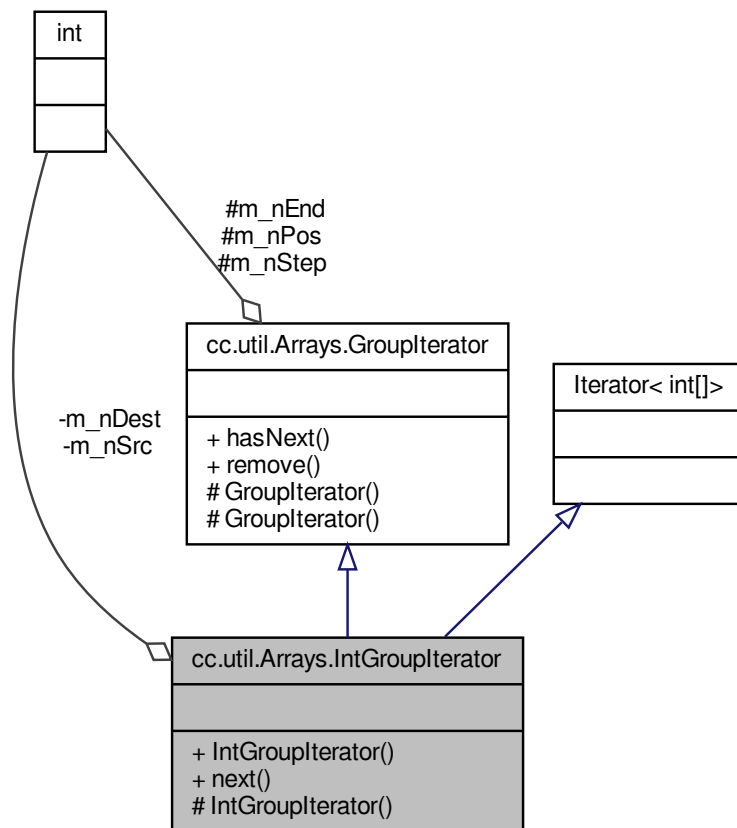 int
#m_nEnd
#m_nPos
#m_nStep
cc.util.Arrays.GroupIterator
+ hasNext()
+ remove()
# GroupIterator()
# GroupIterator()
Iterator< int[]>
-m_nDest
-m_nSrc
cc.util.Arrays.IntGroupIterator
+ IntGroupIterator()
+ next()
# IntGroupIterator()